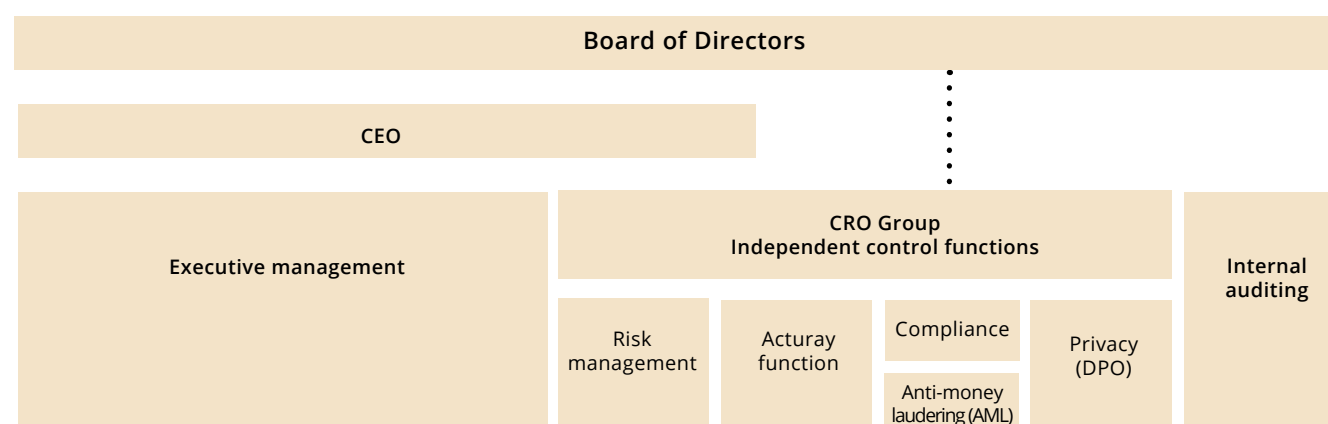 Board of Directors
CEO
Executive management
CRO Group
Independent control functions
Internal
auditing
Risk
management
Acturay
function
Compliance
Anti-money
laudering (AML)
Privacy
(DPO)